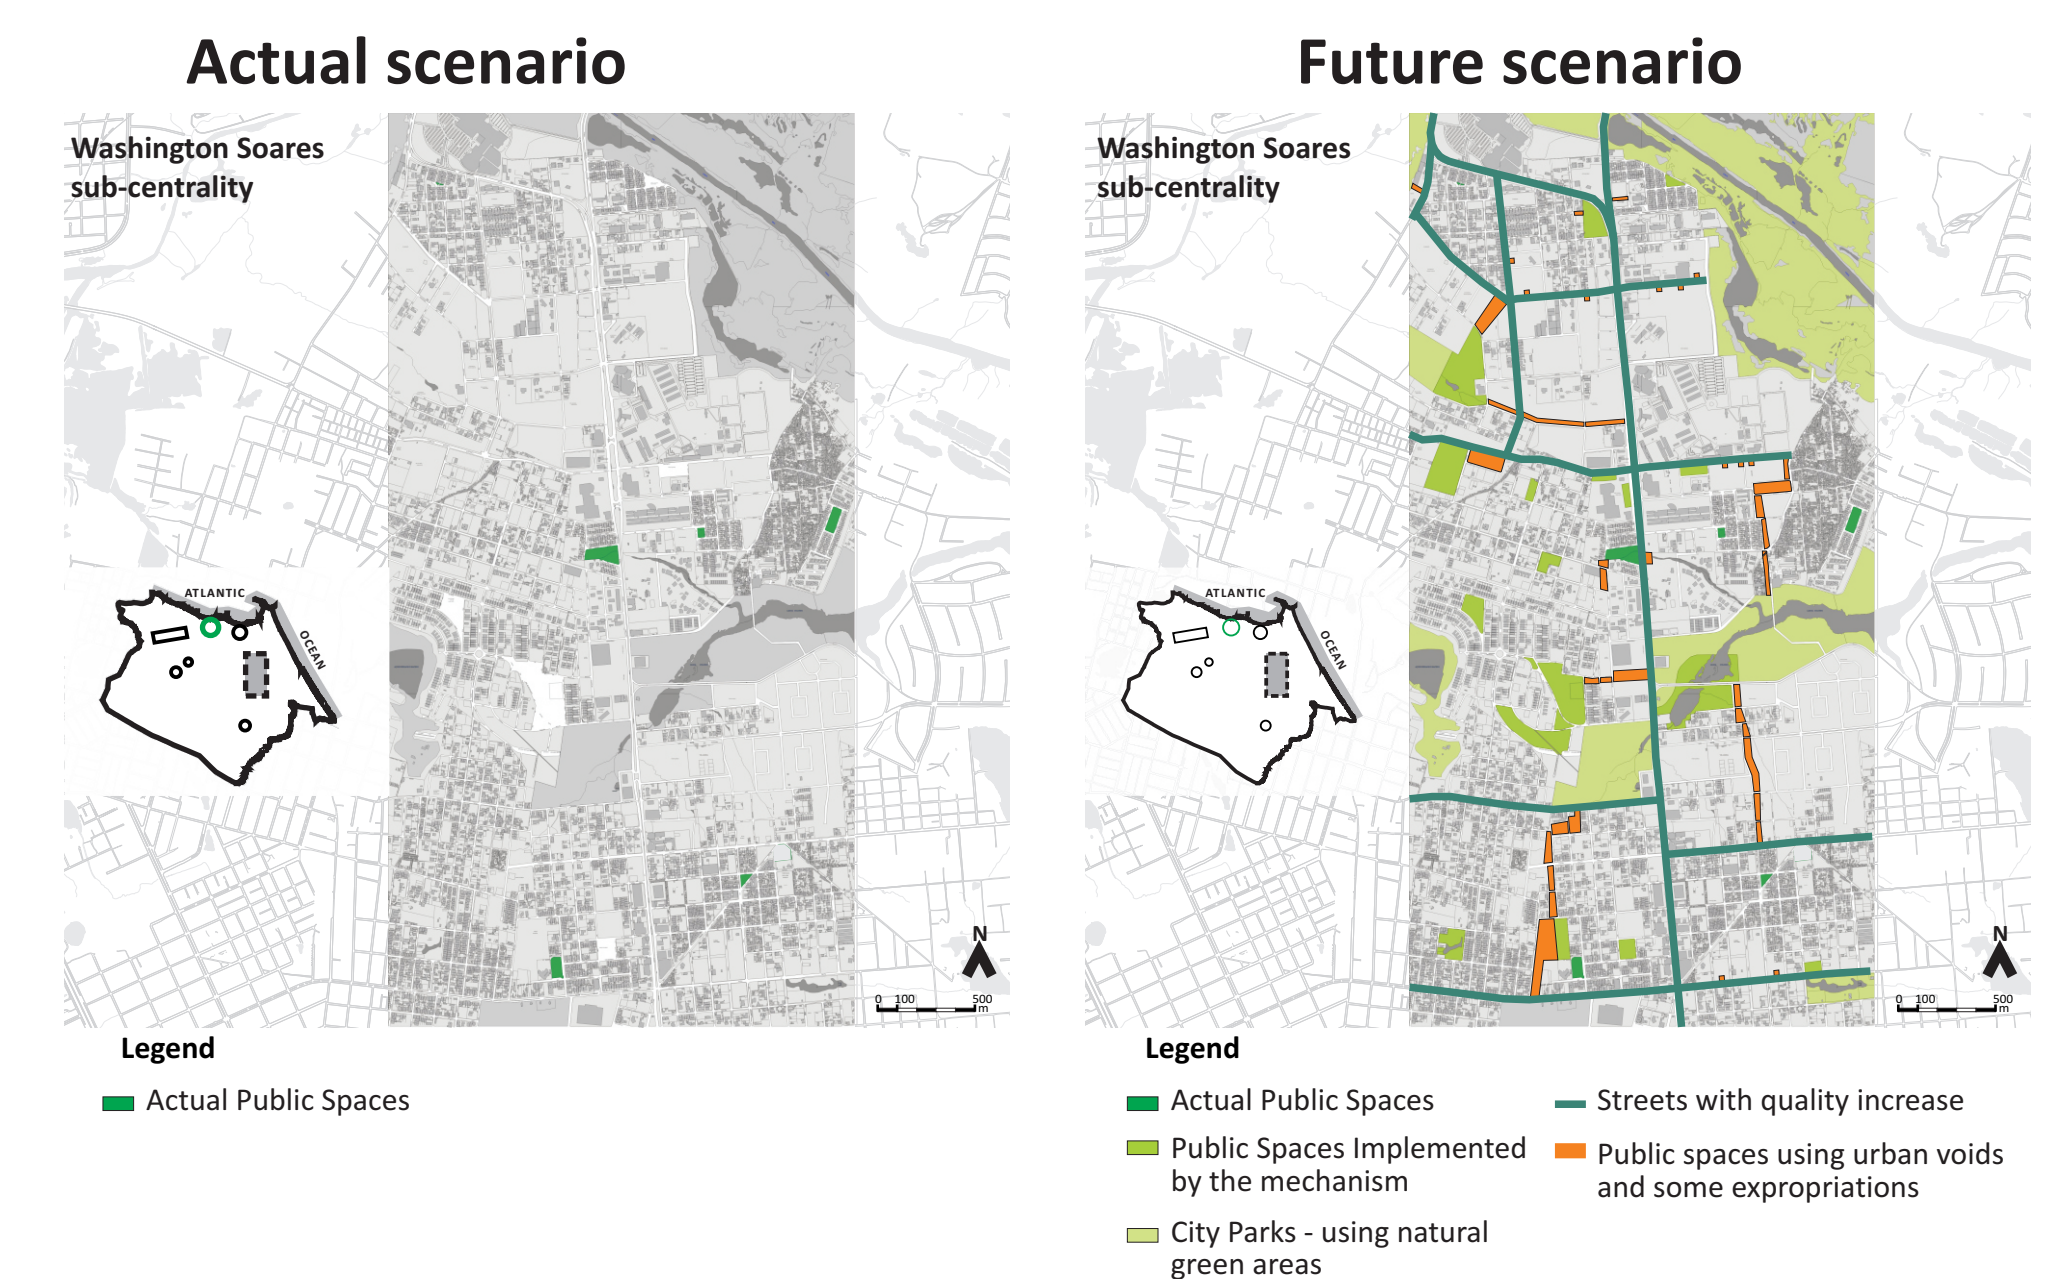 Actual scenario
Washington Soares
sub-centrality
ATLANTIC
OCEAN
N
0 100 500
m
Legend
Actual Public Spaces
Future scenario
Washington Soares
sub-centrality
ATLANTIC
OCEAN
N
0 100 500
m
Legend
Actual Public Spaces
Public Spaces Implemented
by the mechanism
City Parks - using natural
green areas
Streets with quality increase
Public spaces using urban voids
and some expropriations